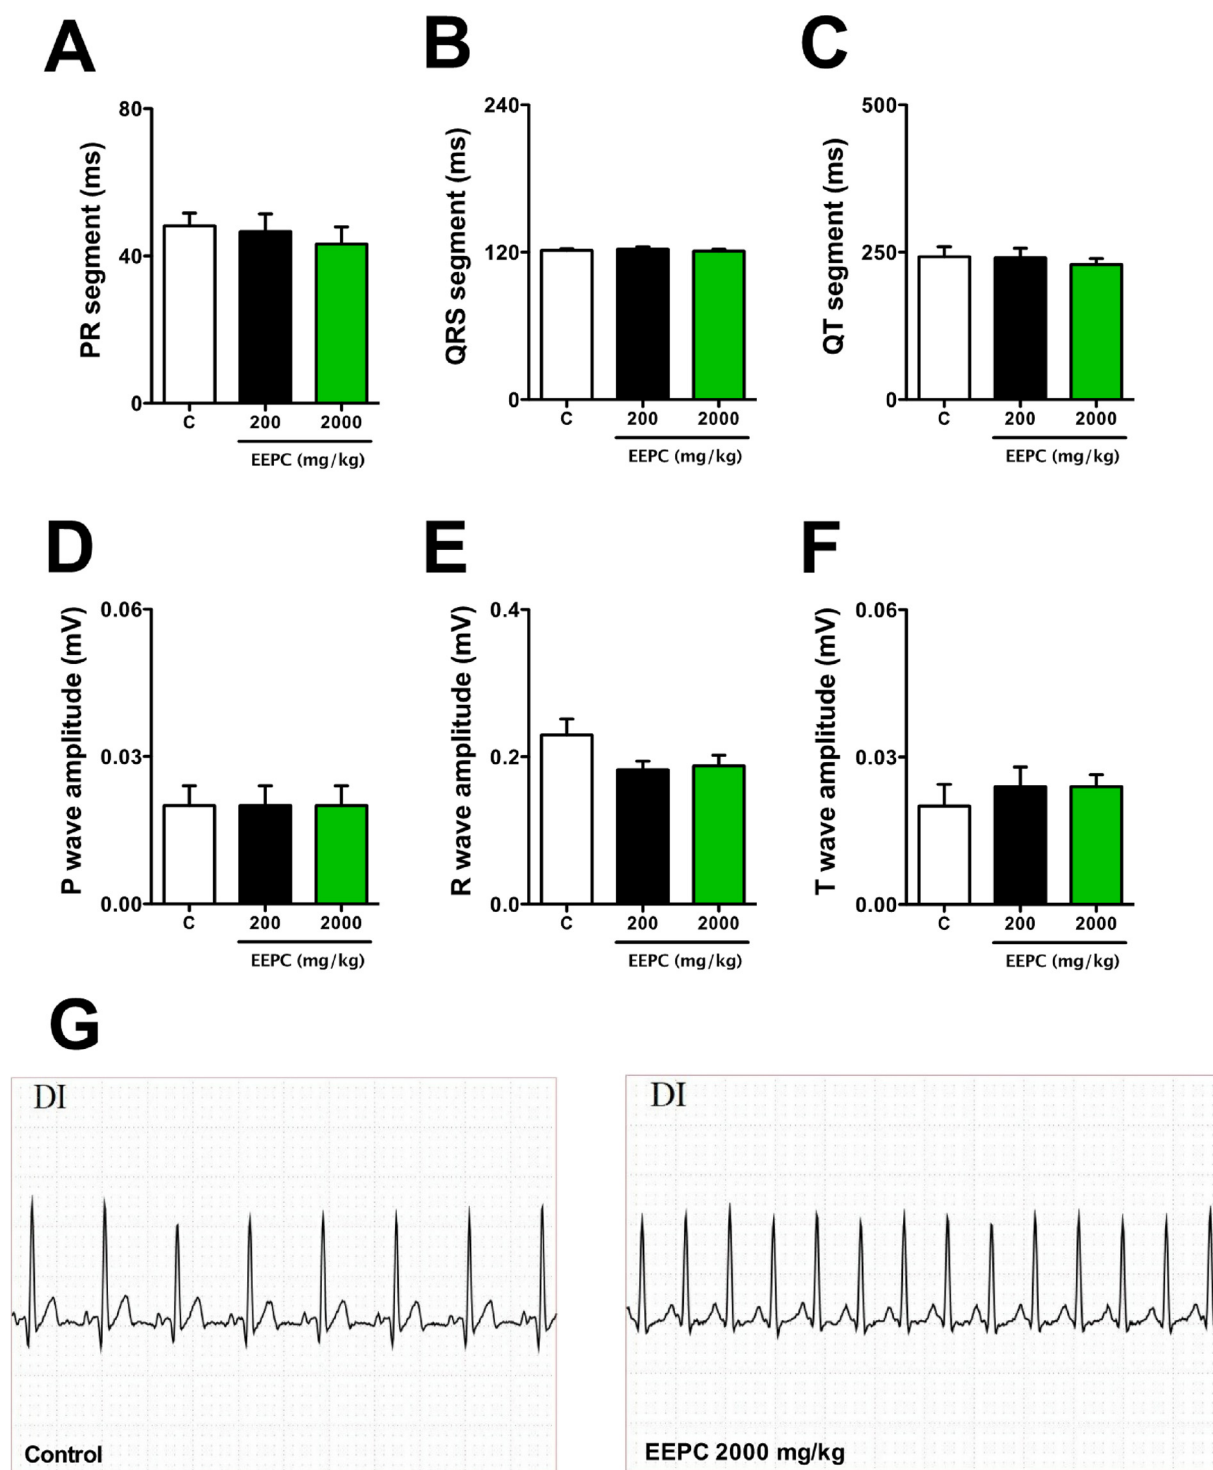 A
B
C
80
40
0
PR segment (ms)
C 200 2000
EEPC (mg/kg)
240
120
0
QRS segment (ms)
C 200 2000
EEPC (mg/kg)
500
250
0
QT segment (ms)
C 200 2000
EEPC (mg/kg)
D
E
F
0.06
0.03
0.00
P wave amplitude (mV)
C 200 2000
EEPC (mg/kg)
0.4
0.2
0.0
R wave amplitude (mV)
C 200 2000
EEPC (mg/kg)
0.06
0.03
0.00
T wave amplitude (mV)
C 200 2000
EEPC (mg/kg)
G
DI
Control
DI
EEPC 2000 mg/kg